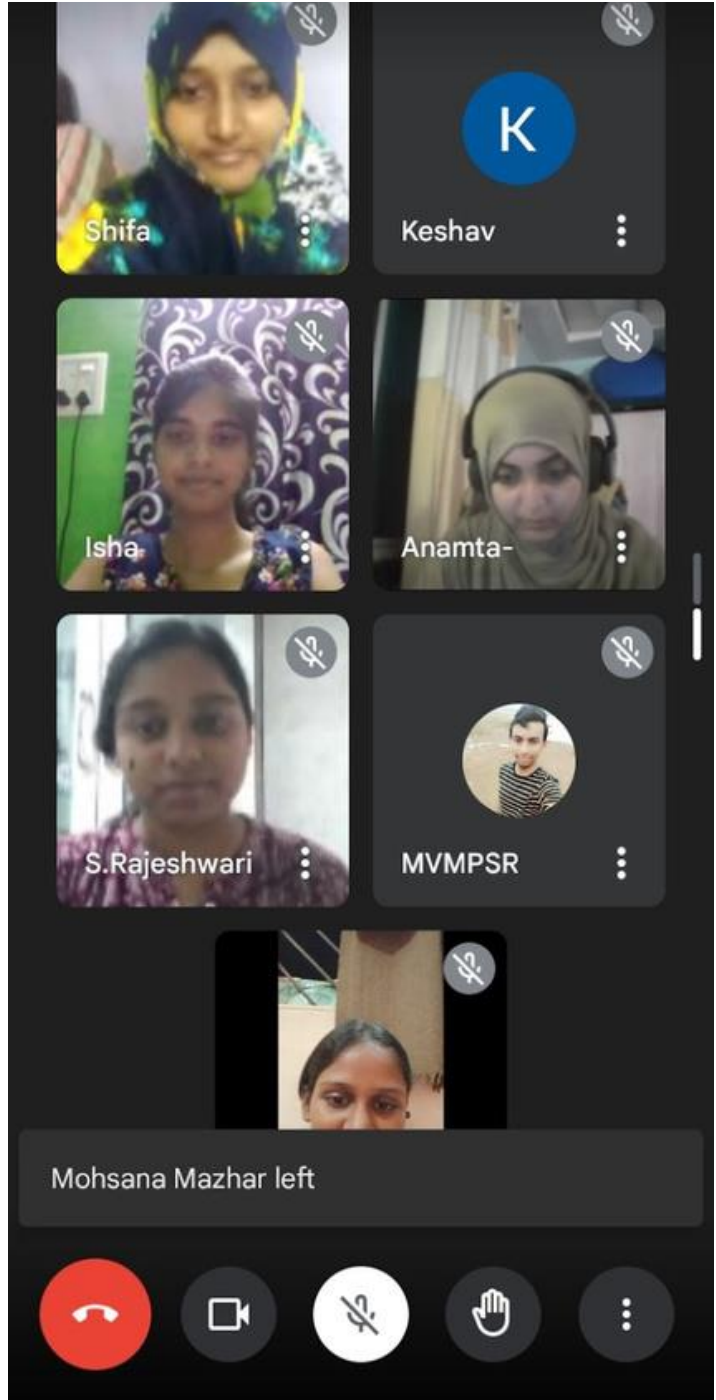 Shifa
K
Keshav
Isha
Anamta-
S.Rajeshwari
MVMPSR
Mohsana Mazhar left